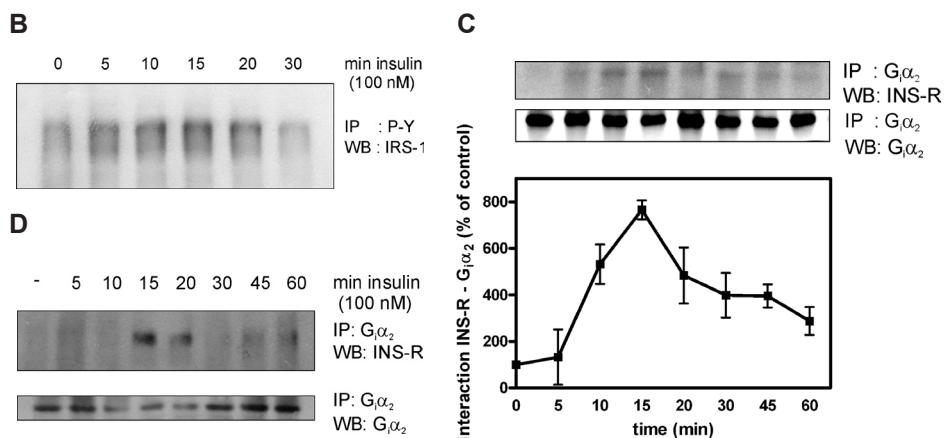 B
0 5 10 15 20 30 min insulin
(100 nM)
IP : P-Y
WB : IRS-1
D
- 5 10 15 20 30 45 60 min insulin
(100 nM)
IP: Giα2
WB: INS-R
IP: Giα2
WB: Giα2
C
IP : Giα2
WB: INS-R
IP : Giα2
WB: Giα2
interaction INS-R - Giα2 (% of control)
800
600
400
200
0
0 5 10 15 20 30 45 60
time (min)